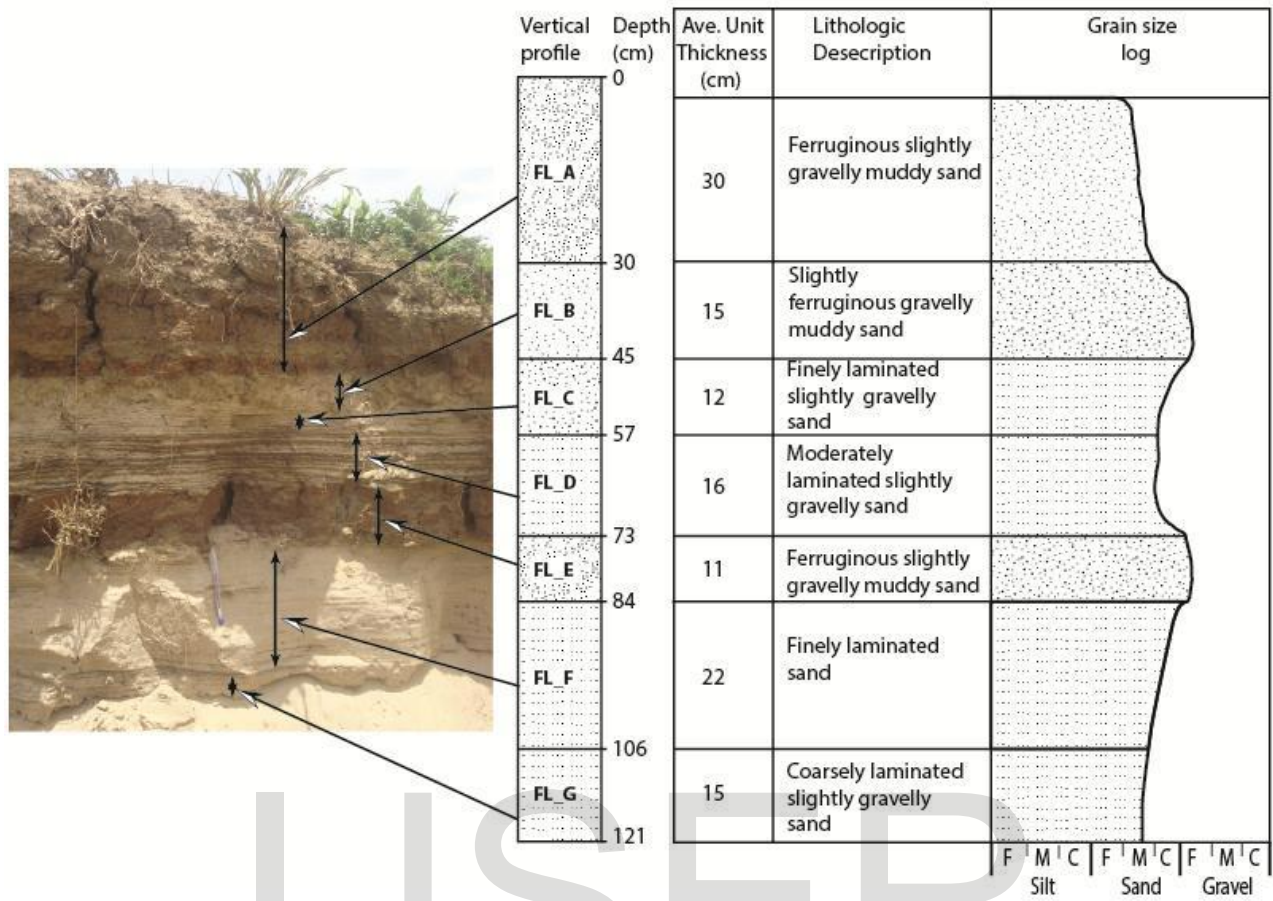 Vertical
profile
Depth
(cm)
Ave. Unit
Thickness
(cm)
Lithologic
Desecription
Grain size
log
0
FL_A
30
Ferruginous slightly
gravelly muddy sand
30
FL_B
15
Slightly
ferruginous gravelly
muddy sand
45
FL_C
12
Finely laminated
slightly gravelly
sand
57
FL_D
16
Moderately
laminated slightly
gravelly sand
73
FL_E
11
Ferruginous slightly
gravelly muddy sand
84
FL_F
22
Finely laminated
sand
106
FL_G
15
Coarsely laminated
slightly gravelly
sand
121
F M C F M C F M C
Silt Sand Gravel